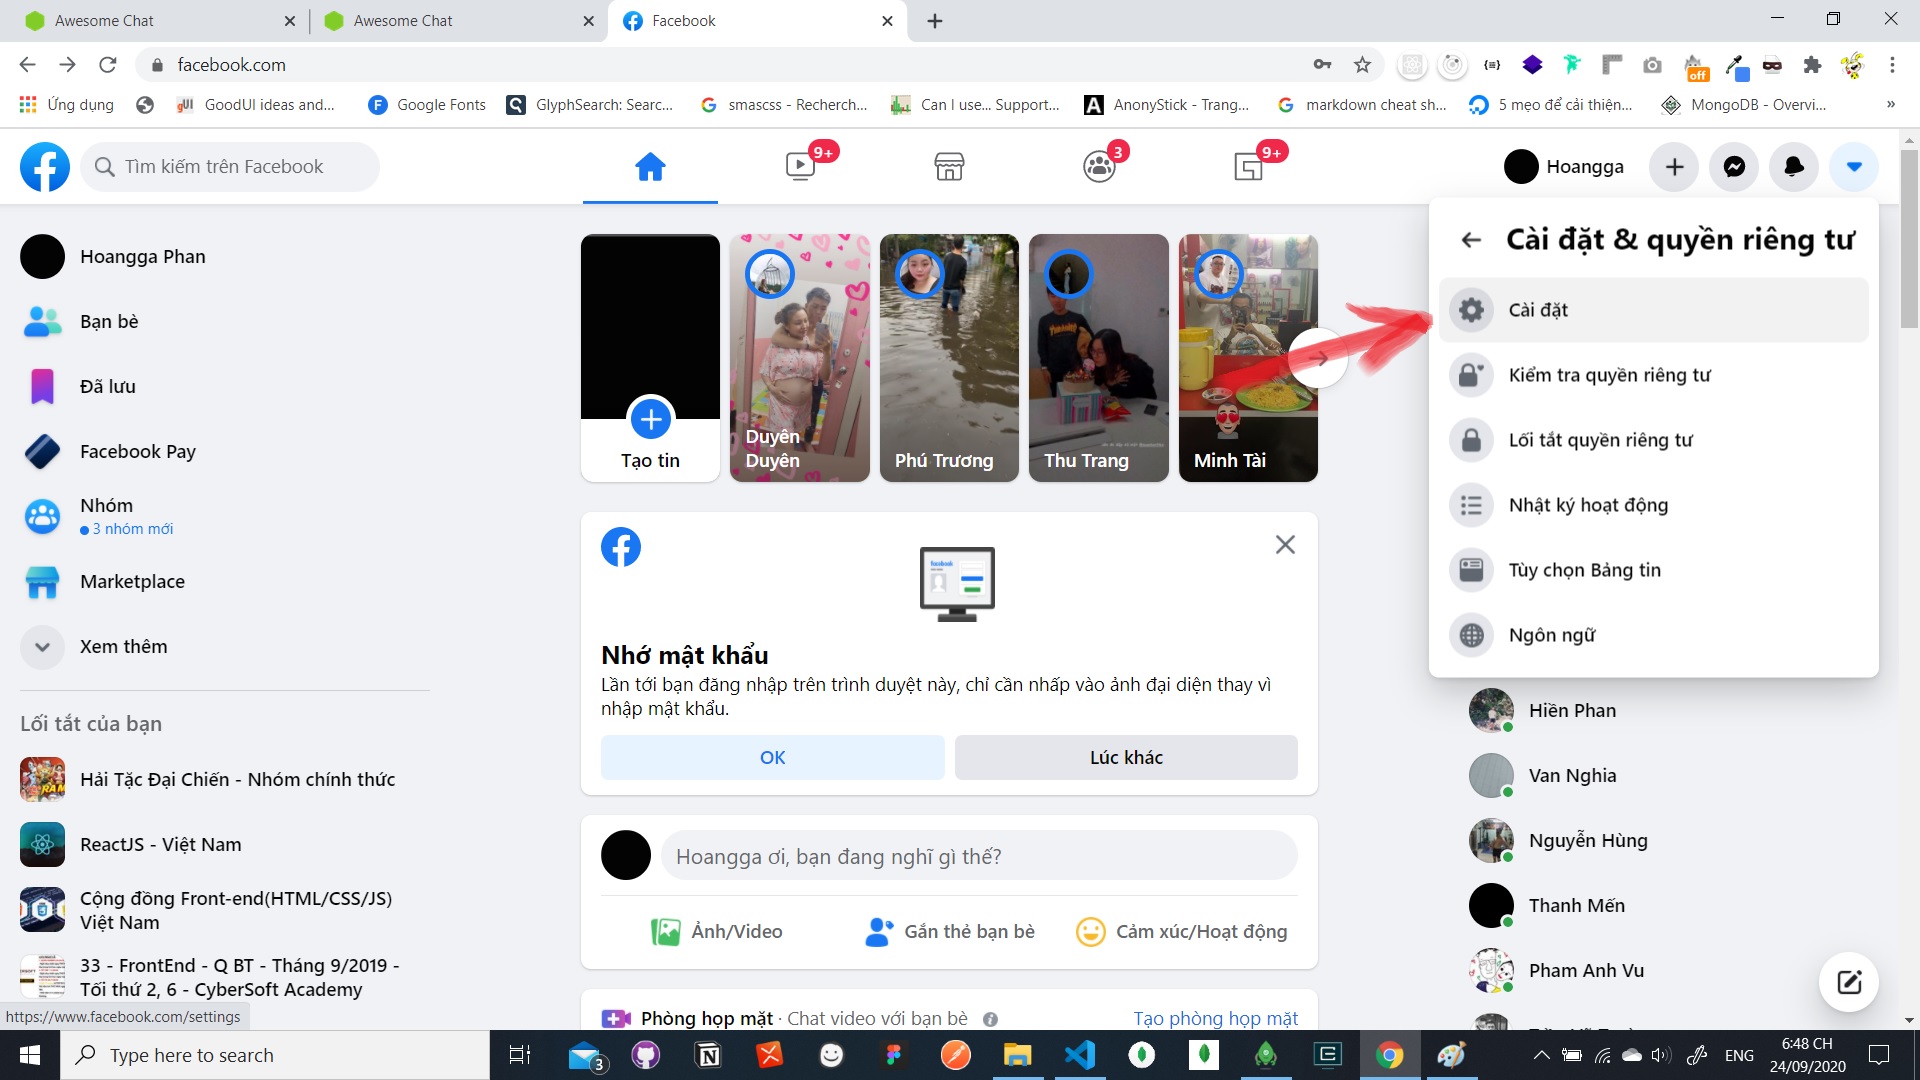 Awesome Chat
Awesome Chat
Facebook
facebook.com
off
Ứng dụng
gUI GoodUI ideas and...
F Google Fonts
GlyphSearch: Searc...
G smascss - Recherch...
Can I use... Support...
A AnonyStick - Trang...
G markdown cheat sh...
5 mẹo để cải thiện...
MongoDB - Overvi...
»
Tìm kiếm trên Facebook
9+
3
9+
Hoangga
Hoangga Phan
Bạn bè
Đã lưu
Facebook Pay
Nhóm
3 nhóm mới
Marketplace
Xem thêm
Lối tắt của bạn
Hải Tặc Đại Chiến - Nhóm chính thức
ReactJS - Việt Nam
Cộng đồng Front-end(HTML/CSS/JS)
Việt Nam
33 - FrontEnd - Q BT - Tháng 9/2019 -
Tối thứ 2, 6 - CyberSoft Academy
https://www.facebook.com/settings
Tạo tin
Duyên
Duyên
Phú Trương
Thu Trang
Minh Tài
facebook
Nhớ mật khẩu
Lần tới bạn đăng nhập trên trình duyệt này, chỉ cần nhấp vào ảnh đại diện thay vì
nhập mật khẩu.
OK
Lúc khác
Hoangga ơi, bạn đang nghĩ gì thế?
Ảnh/Video
Gắn thẻ bạn bè
Cảm xúc/Hoạt động
Phòng họp mặt · Chat video với bạn bè
Tạo phòng họp mặt
Cài đặt & quyền riêng tư
Cài đặt
Kiểm tra quyền riêng tư
Lối tắt quyền riêng tư
Nhật ký hoạt động
Tùy chọn Bảng tin
Ngôn ngữ
Hiền Phan
Van Nghia
Nguyễn Hùng
Thanh Mến
Pham Anh Vu
Type here to search
3
ENG
6:48 CH
24/09/2020